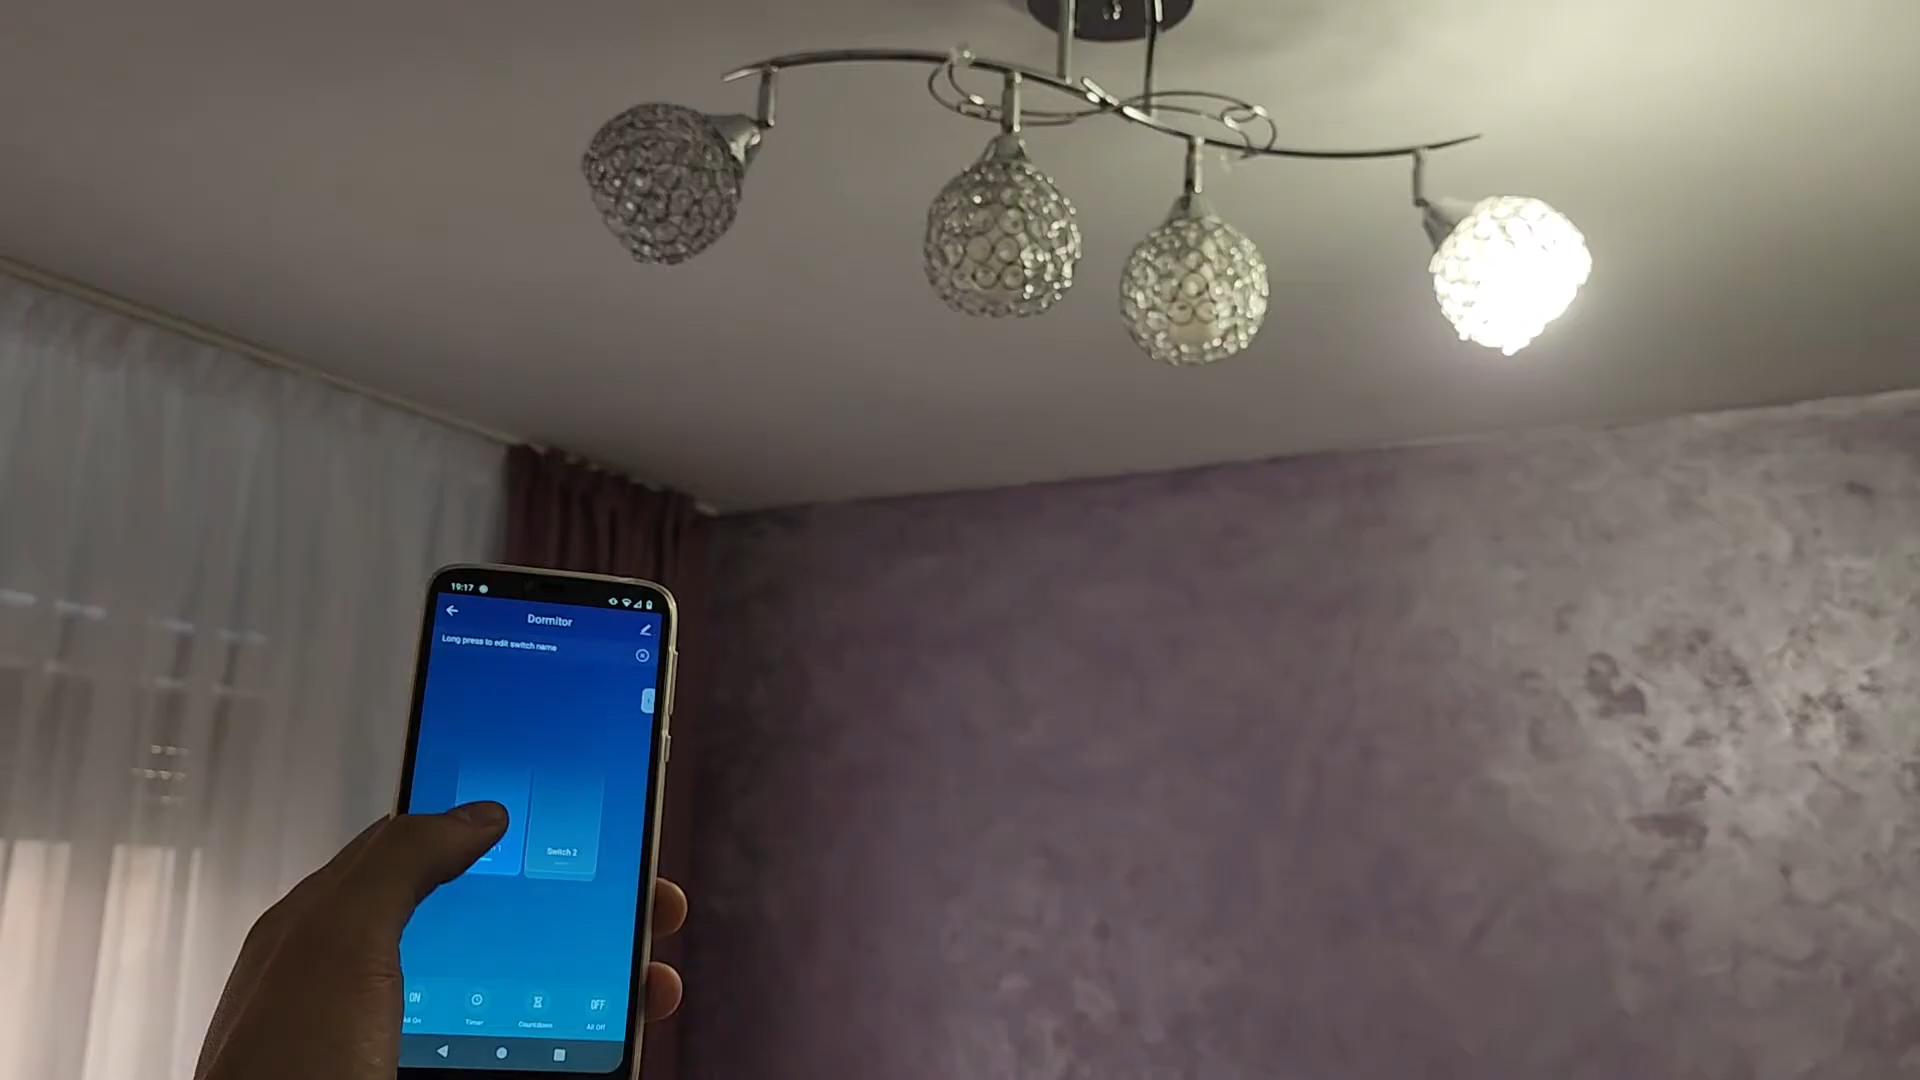 19:17
Dormitor
Long press to edit switch name
1
Switch 2
ON
OFF
All On
Timer
Countdown
All Off